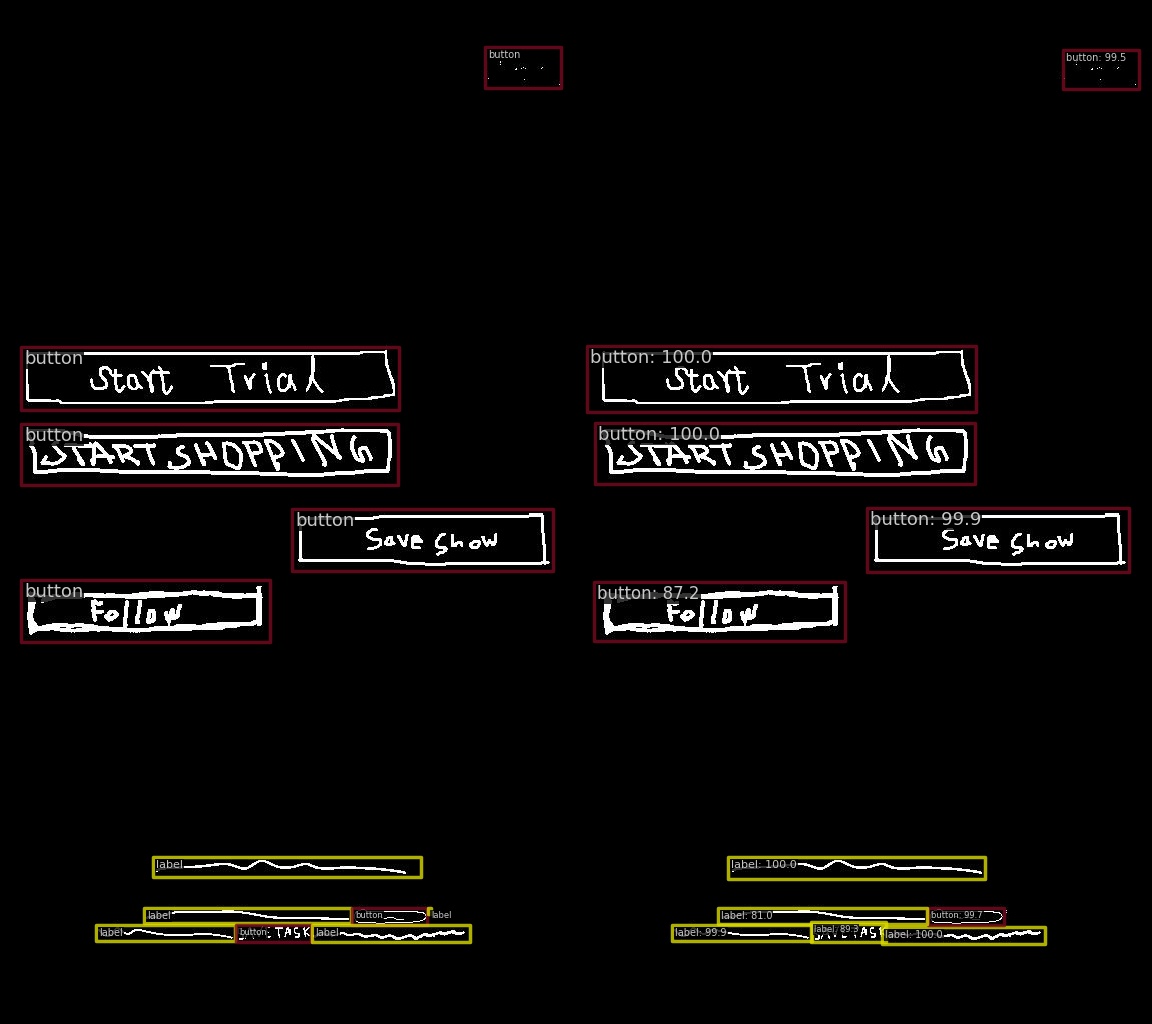 button button: 99.5
button button: 100.0
Start Trial Start Trial
button button: 100.0
START SHOPPING START SHOPPING
button button: 99.9
Save Show Save Show
button button: 87.2
Follow Follow
label label: 100.0
label button label label: 81.0 button: 99.7
label button TASK label label: 99.9 label: 89.3 label: 100.0